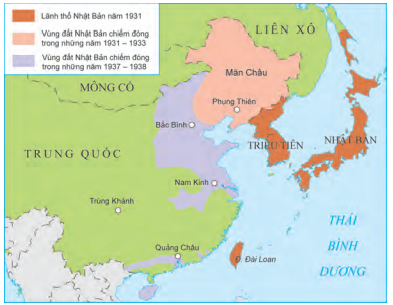 Lãnh thổ Nhật Bản năm 1931
Vùng đất Nhật Bản chiếm đóng
trong những năm 1931 – 1933
Vùng đất Nhật Bản chiếm đóng
trong những năm 1937 – 1938
LIÊN XÔ
MÔNG CỔ
Mãn Châu
Phụng Thiên
Bắc Bình
TRIỀU TIÊN
NHẬT BẢN
TRUNG QUỐC
Nam Kinh
Trùng Khánh
Quảng Châu
Đ. Đài Loan
THÁI
BÌNH
DƯƠNG